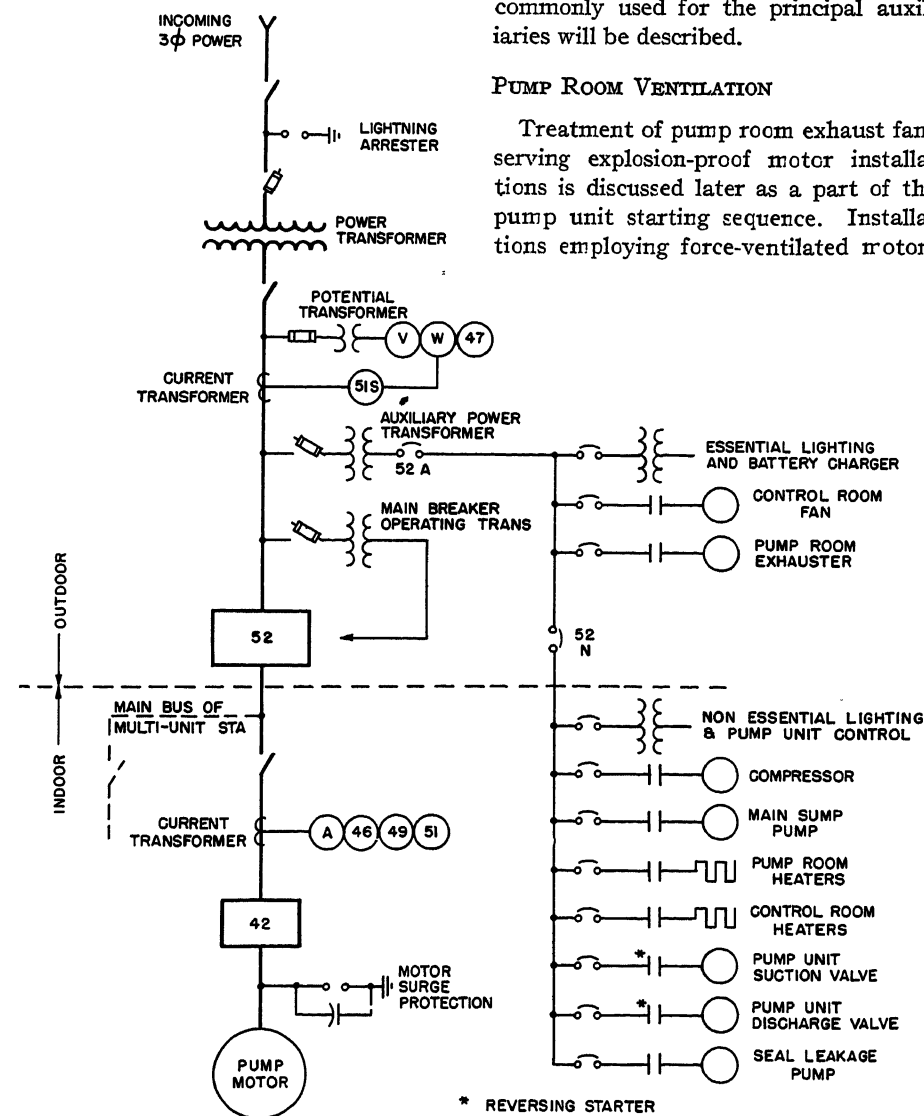 commonly used for the principal auxil
iaries will be described.
PUMP ROOM VENTILATION
Treatment of pump room exhaust fan
serving explosion-proof motor installa
tions is discussed later as a part of th
pump unit starting sequence. Installa
tions employing force-ventilated motor
INCOMING
3ϕ POWER
LIGHTNING
ARRESTER
POWER
TRANSFORMER
POTENTIAL
TRANSFORMER
V W 47
CURRENT
TRANSFORMER
51S
AUXILIARY POWER
TRANSFORMER
52 A
ESSENTIAL LIGHTING
AND BATTERY CHARGER
MAIN BREAKER
OPERATING TRANS
CONTROL ROOM
FAN
PUMP ROOM
EXHAUSTER
OUTDOOR
52
52
N
INDOOR
MAIN BUS OF
MULTI-UNIT STA
NON ESSENTIAL LIGHTING
& PUMP UNIT CONTROL
COMPRESSOR
CURRENT
TRANSFORMER
A 46 49 51
MAIN SUMP
PUMP
PUMP ROOM
HEATERS
42
CONTROL ROOM
HEATERS
* PUMP UNIT
SUCTION VALVE
MOTOR
SURGE
PROTECTION
* PUMP UNIT
DISCHARGE VALVE
PUMP
MOTOR
SEAL LEAKAGE
PUMP
* REVERSING STARTER